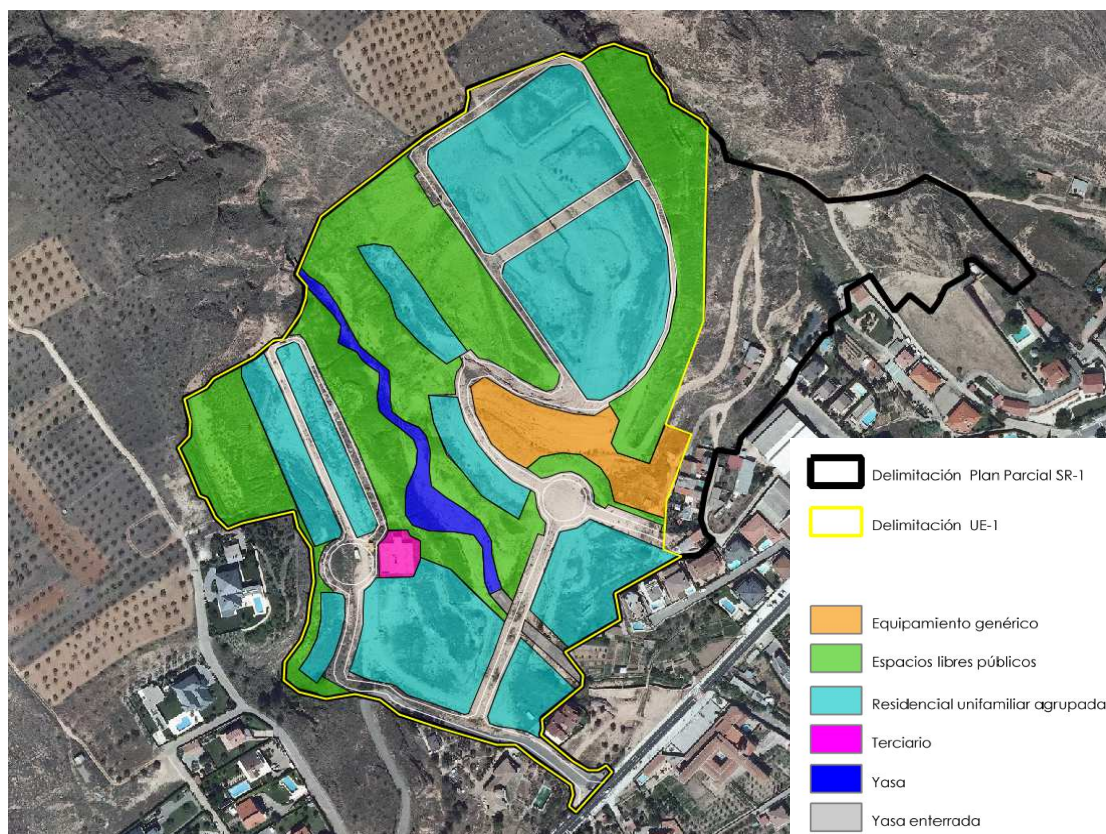 Delimitación Plan Parcial SR-1
Delimitación UE-1
Equipamiento genérico
Espacios libres públicos
Residencial unifamiliar agrupada
Terciario
Yasa
Yasa enterrada